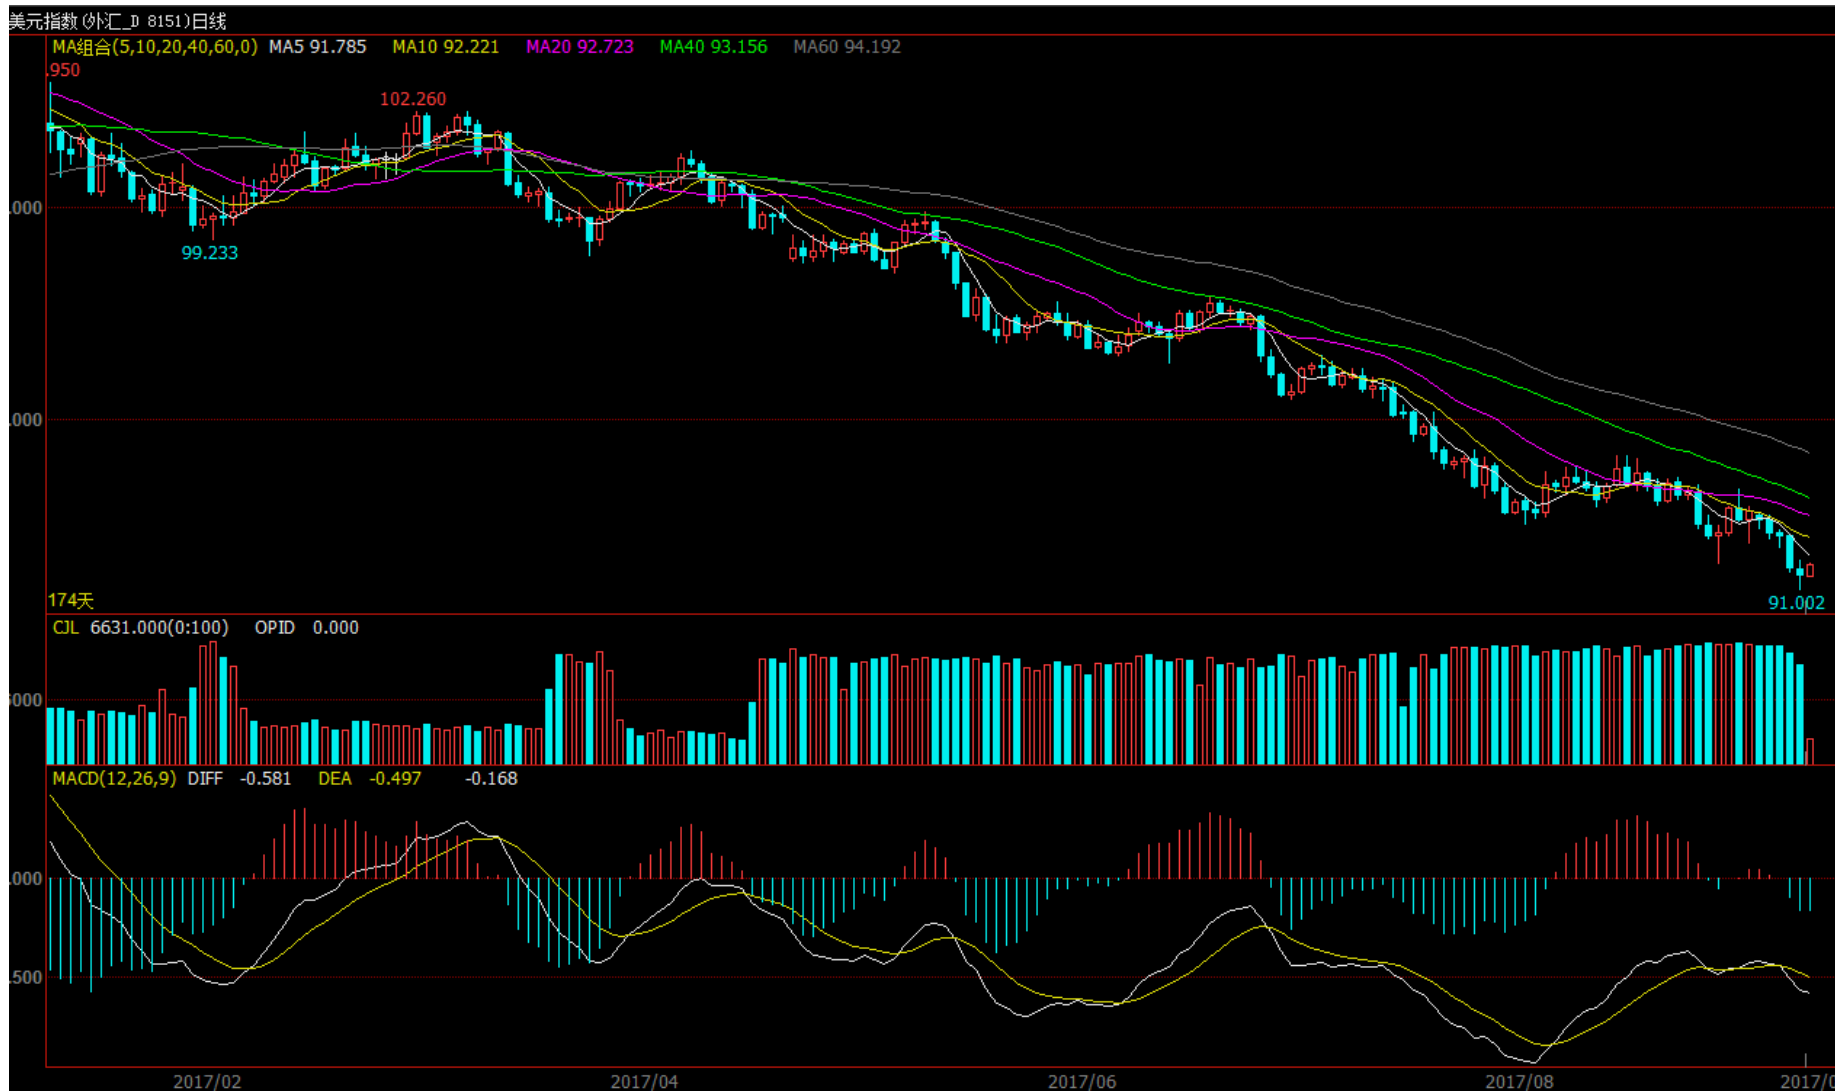 美元指数(外汇_D 8151)日线
MA组合(5,10,20,40,60,0) MA5 91.785 MA10 92.221 MA20 92.723 MA40 93.156 MA60 94.192
.950
102.260
.000
99.233
.000
174天
91.002
CJL 6631.000(0:100) OPID 0.000
5000
MACD(12,26,9) DIFF -0.581 DEA -0.497 -0.168
.000
.500
2017/02 2017/04 2017/06 2017/08 2017/0